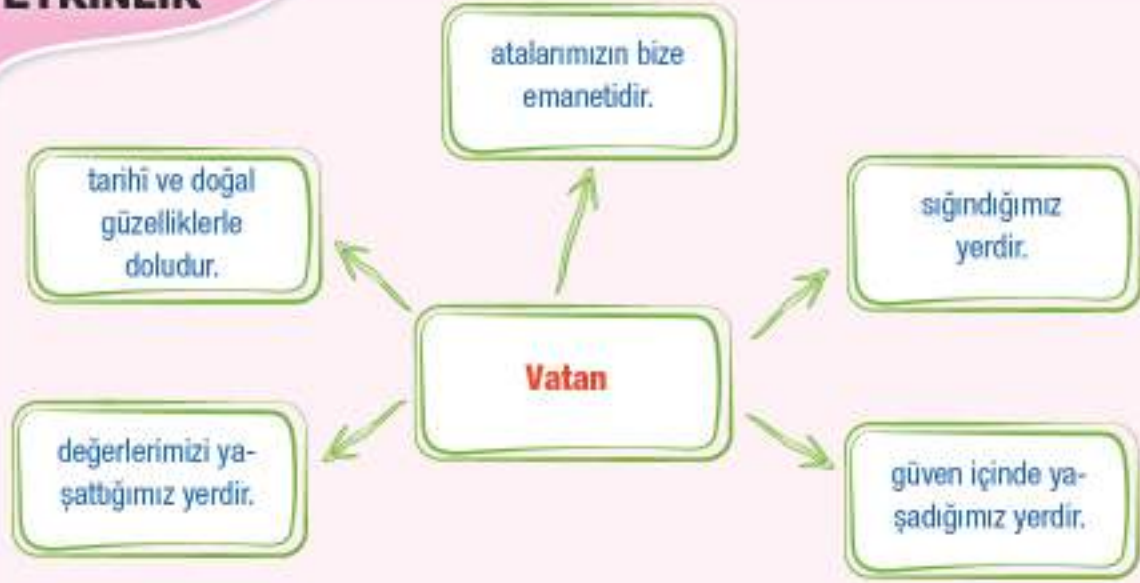 ETKİNLİK
atalarımızın bize
emanetidir.
tarihî ve doğal
güzelliklerle
doludur.
sığındığımız
yerdir.
Vatan
değerlerimizi ya-
şattığımız yerdir.
güven içinde ya-
şadığımız yerdir.